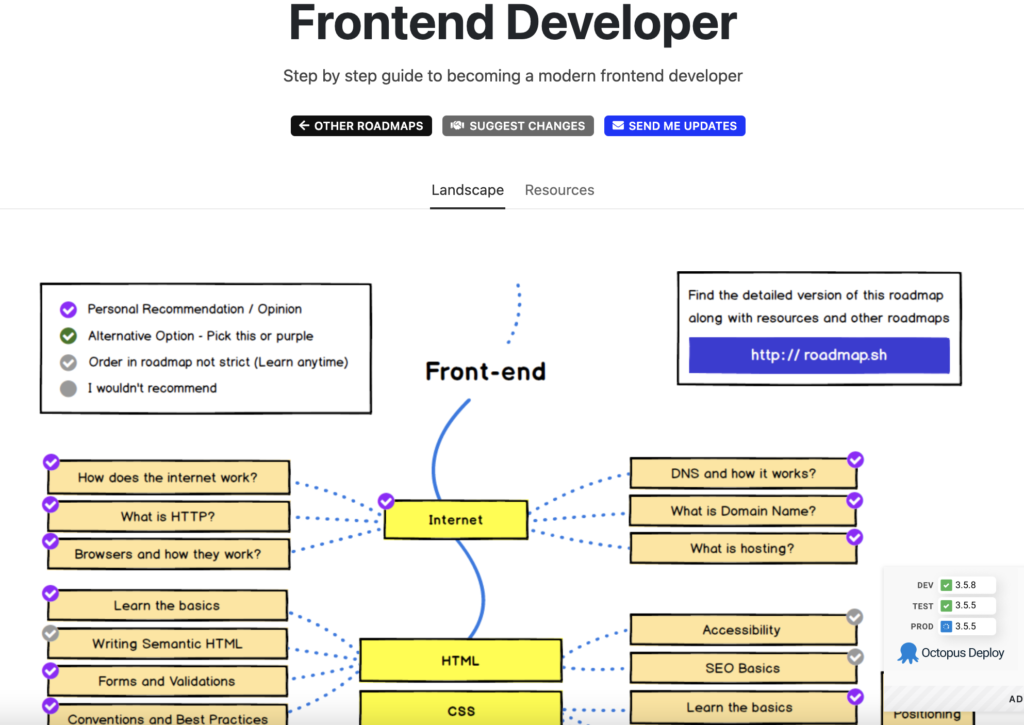 Frontend Developer
Step by step guide to becoming a modern frontend developer
OTHER ROADMAPS
SUGGEST CHANGES
SEND ME UPDATES
Landscape
Resources
Personal Recommendation / Opinion
Alternative Option - Pick this or purple
Order in roadmap not strict (Learn anytime)
I wouldn't recommend
Front-end
Find the detailed version of this roadmap
along with resources and other roadmaps
http:// roadmap.sh
How does the internet work?
What is HTTP?
Browsers and how they work?
Internet
DNS and how it works?
What is Domain Name?
What is hosting?
Learn the basics
Writing Semantic HTML
Forms and Validations
Conventions and Best Practices
HTML
CSS
Accessibility
SEO Basics
Learn the basics
DEV 3.5.8
TEST 3.5.5
PROD 3.5.5
Octopus Deploy
AD
Positioning